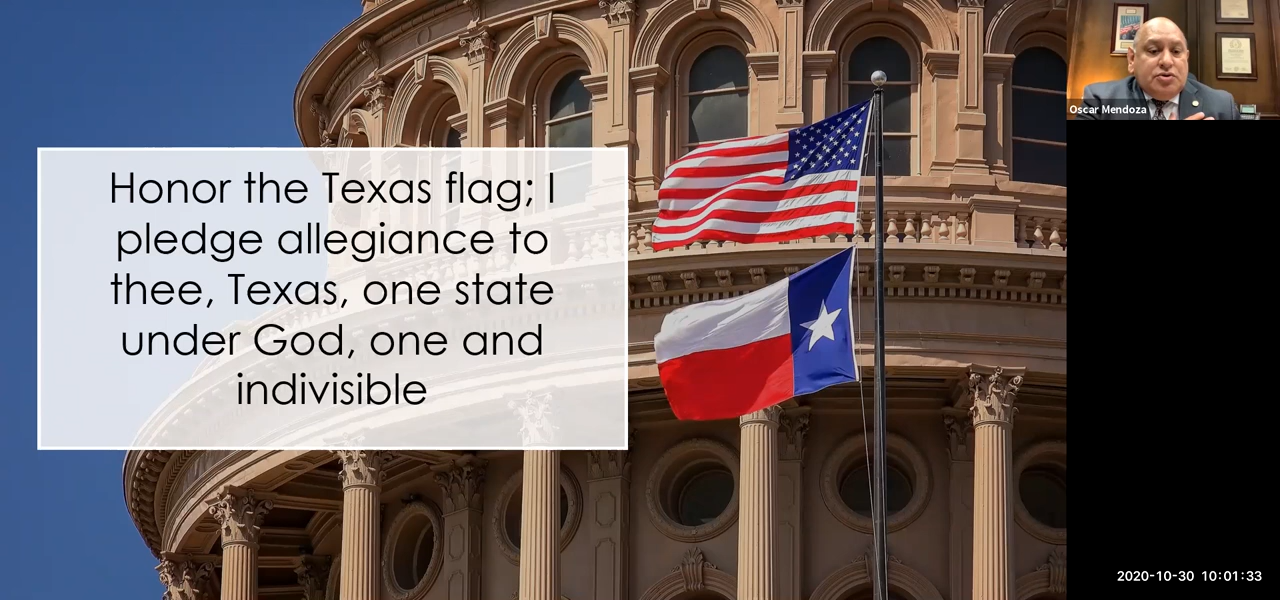 Honor the Texas flag; I
pledge allegiance to
thee, Texas, one state
under God, one and
indivisible
Oscar Mendoza
2020-10-30 10:01:33